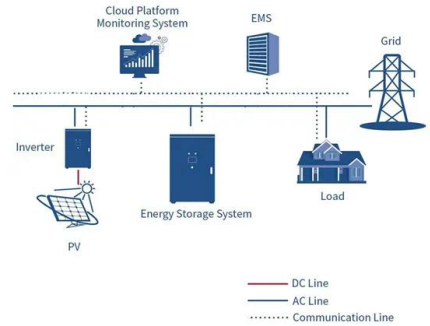 Cloud Platform
Monitoring System
EMS
Grid
Inverter
Energy Storage System
Load
PV
DC Line
AC Line
Communication Line